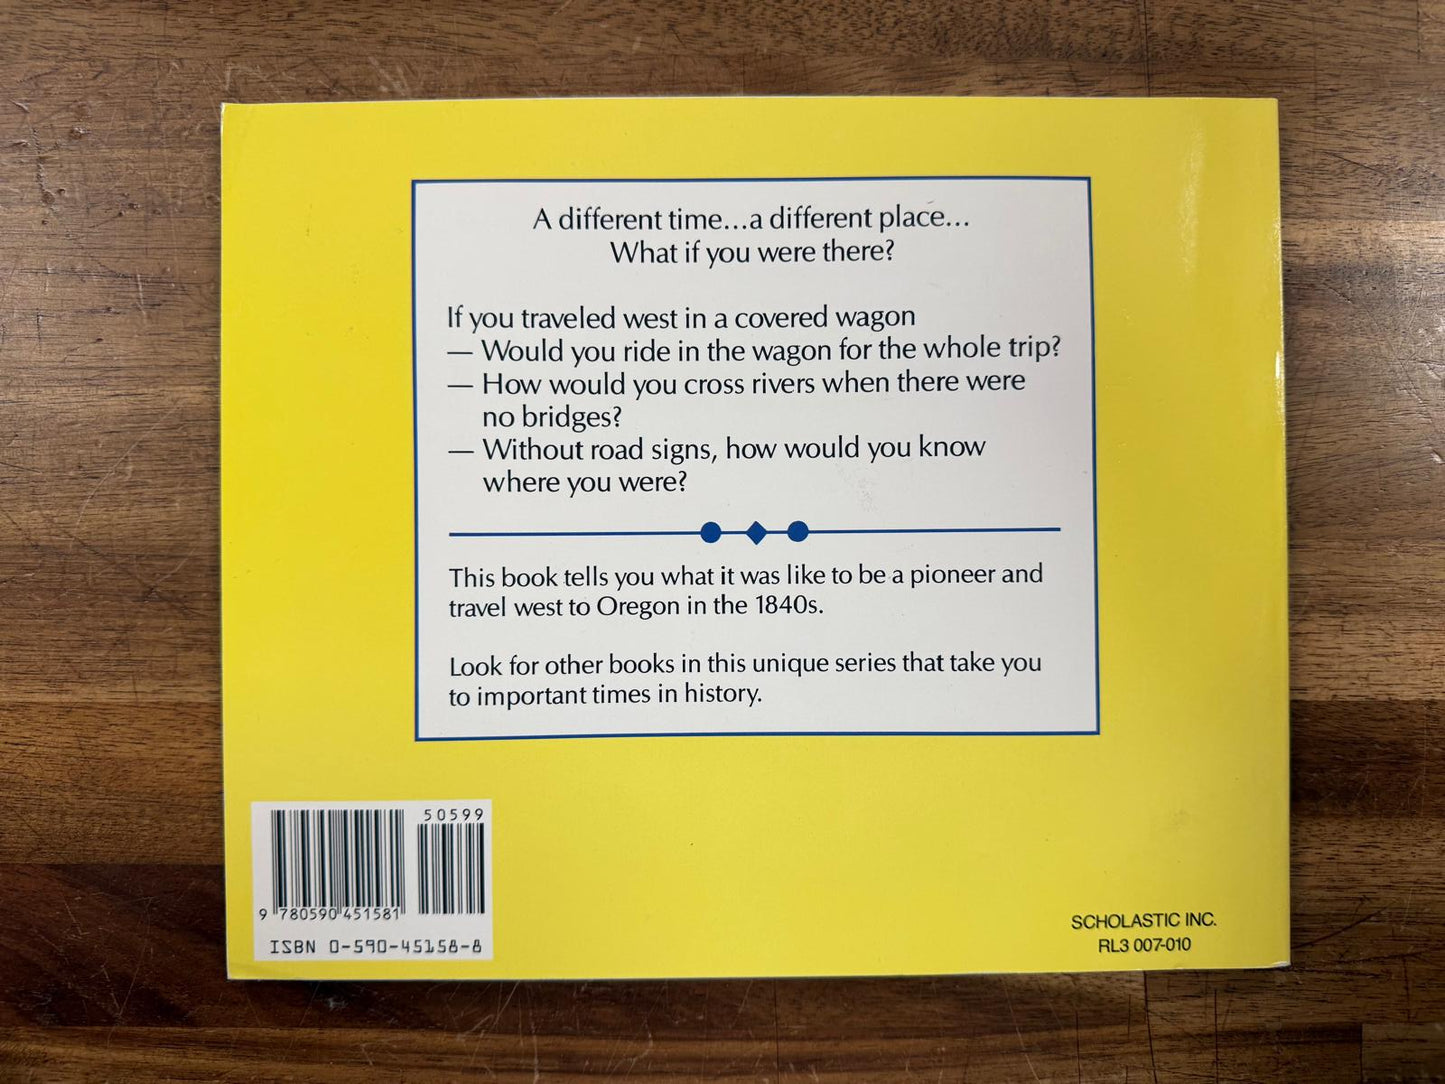 A different time...a different place...
What if you were there?
If you traveled west in a covered wagon
— Would you ride in the wagon for the whole trip?
— How would you cross rivers when there were
no bridges?
— Without road signs, how would you know
where you were?
This book tells you what it was like to be a pioneer and
travel west to Oregon in the 1840s.
Look for other books in this unique series that take you
to important times in history.
50599
9 780590 451581
ISBN 0-590-45158-8
SCHOLASTIC INC.
RL3 007-010